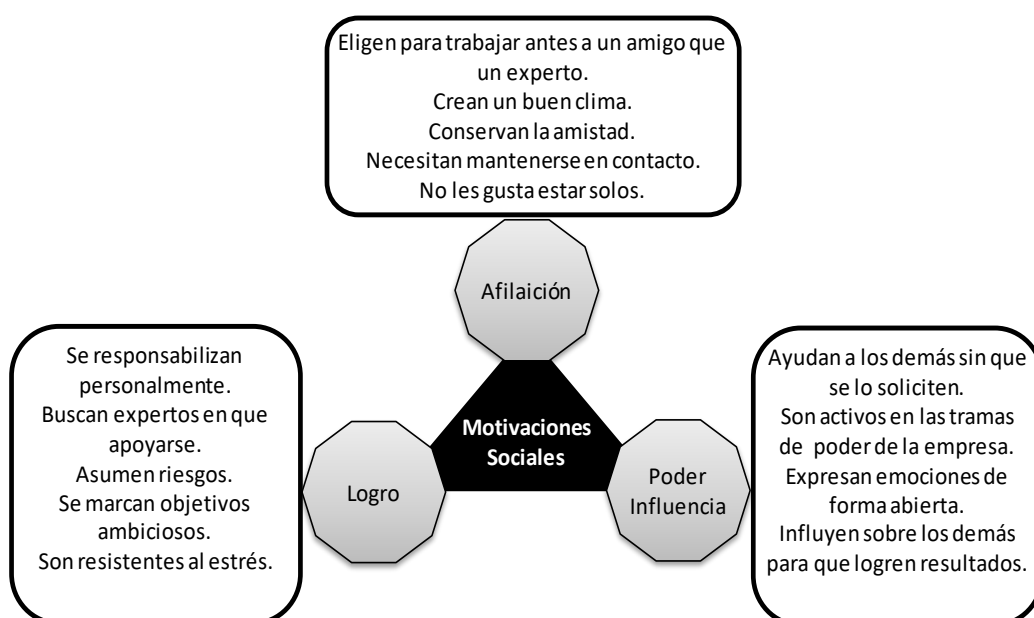 Eligen para trabajar antes a un amigo que
un experto.
Crean un buen clima.
Conservan la amistad.
Necesitan mantenerse en contacto.
No les gusta estar solos.
Afilaición
Se responsabilizan
personalmente.
Buscan expertos en que
apoyarse.
Asumen riesgos.
Se marcan objetivos
ambiciosos.
Son resistentes al estrés.
Logro
Motivaciones
Sociales
Poder
Influencia
Ayudan a los demás sin que
se lo soliciten.
Son activos en las tramas
de poder de la empresa.
Expresan emociones de
forma abierta.
Influyen sobre los demás
para que logren resultados.